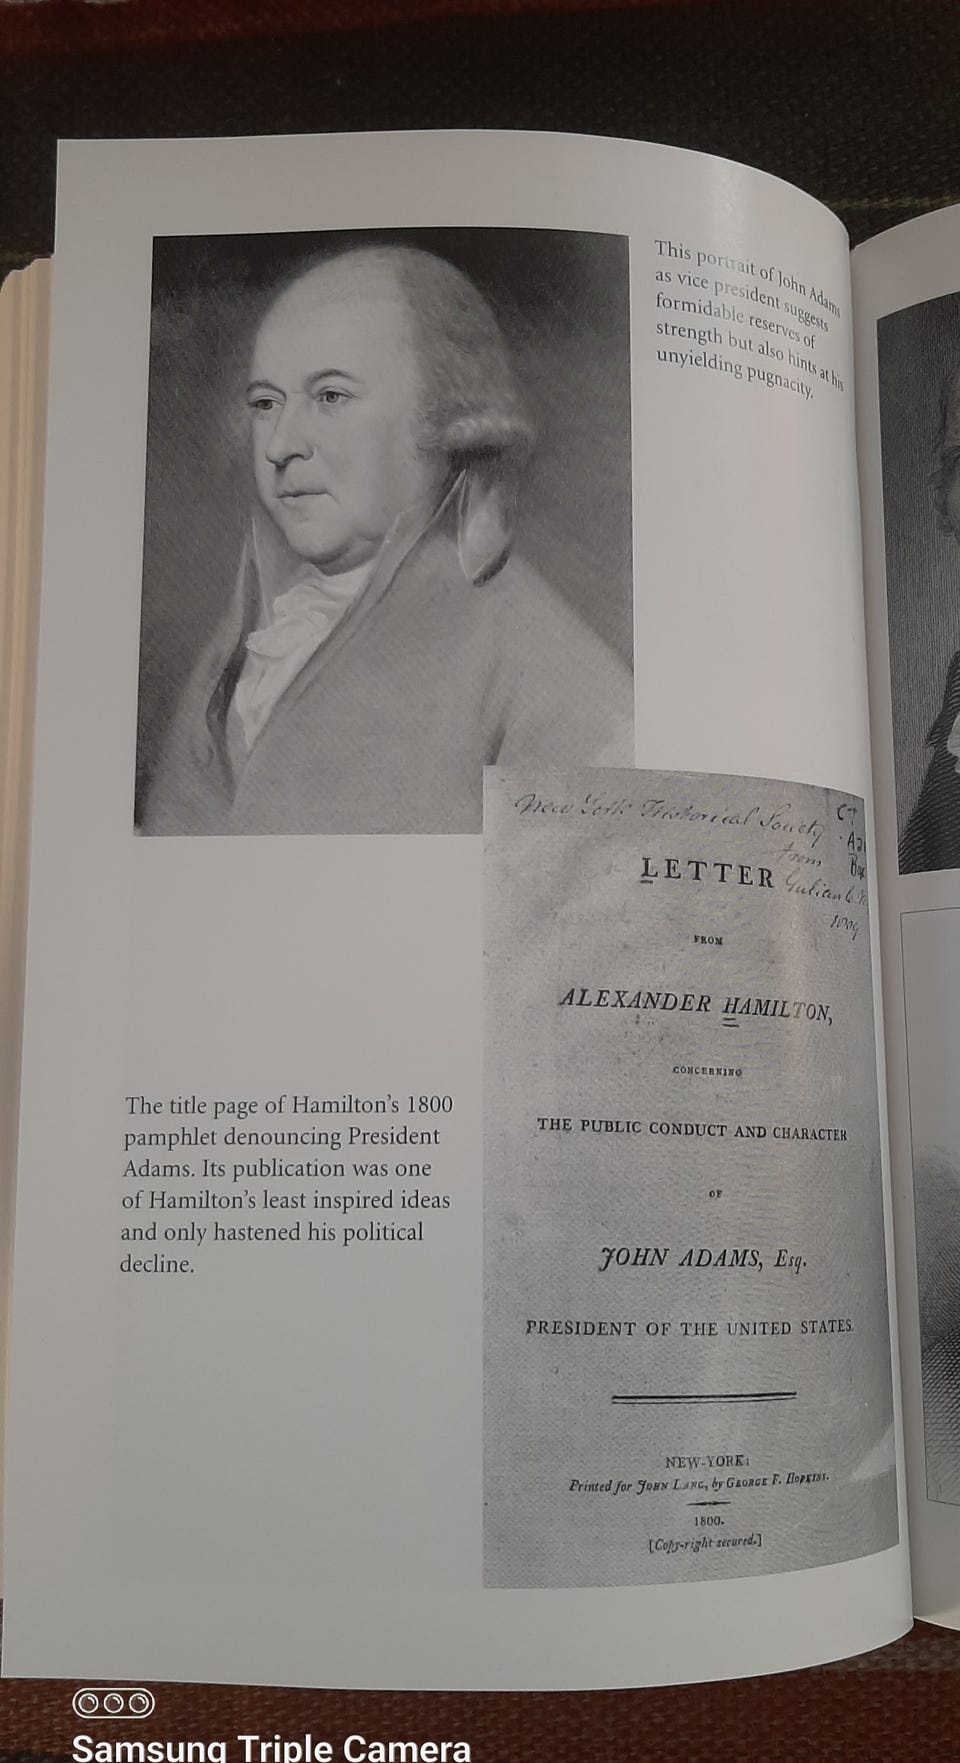 This portrait of John Adams
as vice president suggests
formidable reserves of
strength but also hints at his
unyielding pugnacity.
New York Historical Society
from
LETTER
FROM
ALEXANDER HAMILTON,
CONCERNING
THE PUBLIC CONDUCT AND CHARACTER
OF
JOHN ADAMS, Esq.
PRESIDENT OF THE UNITED STATES.
NEW-YORK:
Printed for JOHN LANG, by GEORGE F. HOPKINS.
1800.
[Copy-right secured.]
The title page of Hamilton's 1800
pamphlet denouncing President
Adams. Its publication was one
of Hamilton's least inspired ideas
and only hastened his political
decline.
Samsung Triple Camera